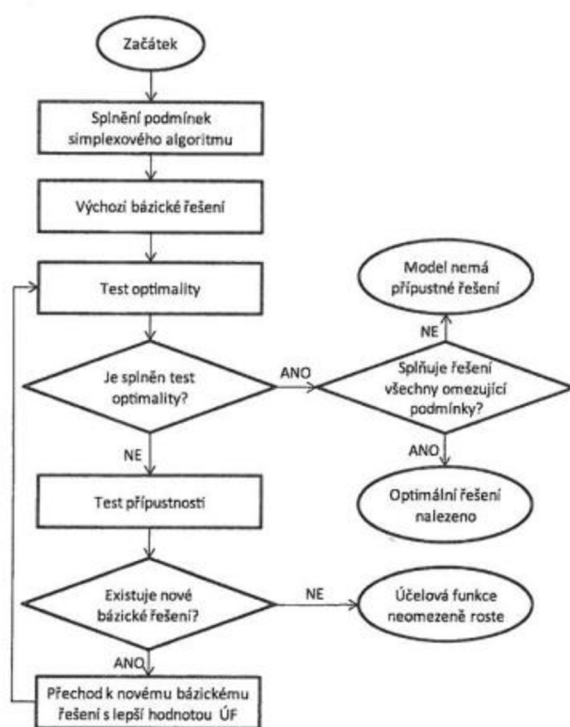 Začátek
Splnění podmínek
simplexového algoritmu
Výchozí bázické řešení
Test optimality
Model nemá
přípustné řešení
NE
Je splněn test
optimality?
ANO
Splňuje řešení
všechny omezující
podmínky?
NE
ANO
Test přípustnosti
Optimální řešení
nalezeno
Existuje nové
bázické řešení?
NE
Účelová funkce
neomezeně roste
ANO
Přechod k novému bázickému
řešení s lepší hodnotou ÚF